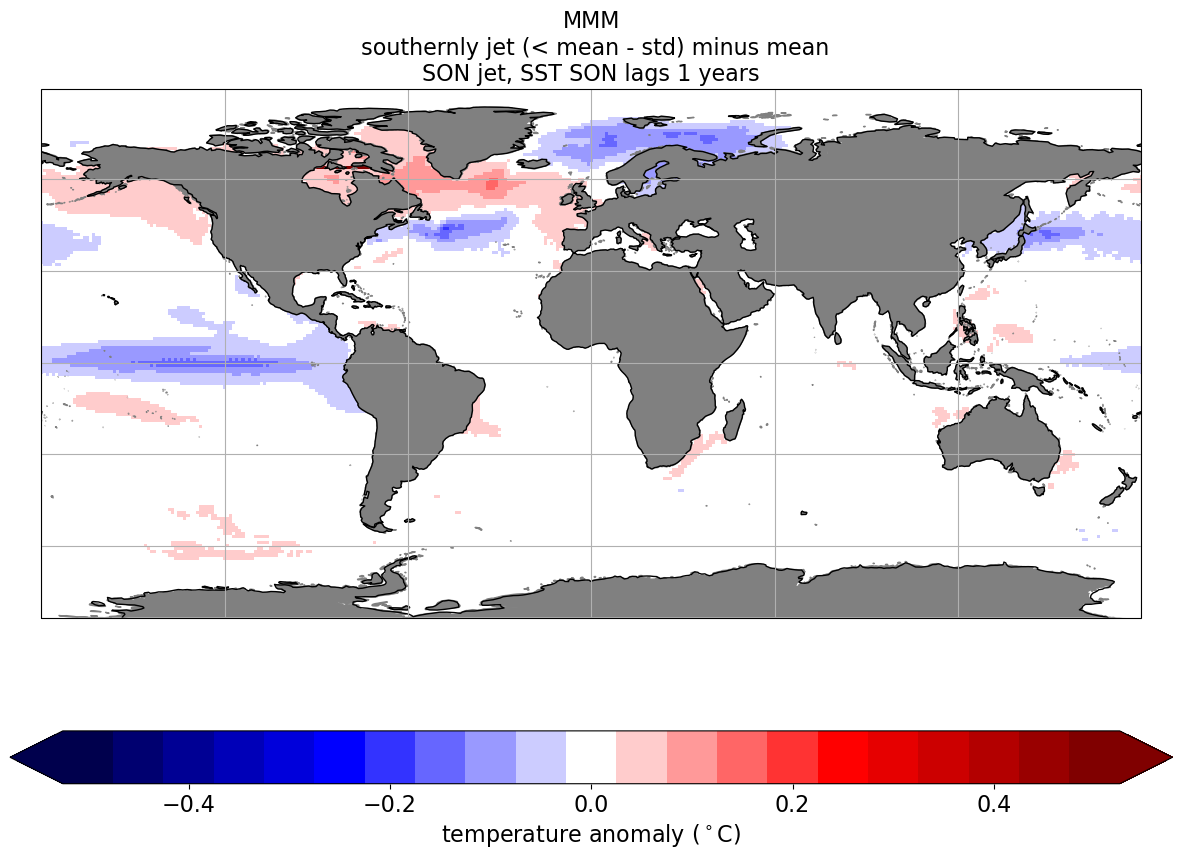 MMM
southernly jet (< mean - std) minus mean
SON jet, SST SON lags 1 years
−0.4 −0.2 0.0 0.2 0.4
temperature anomaly (°C)